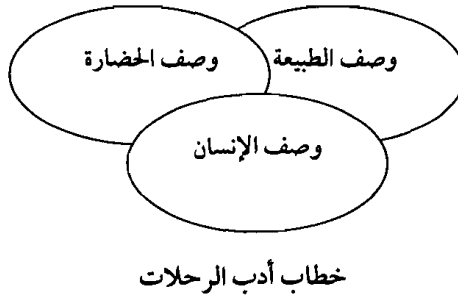 وصف الطبيعة
وصف الحضارة
وصف الإنسان
خطاب أدب الرحلات